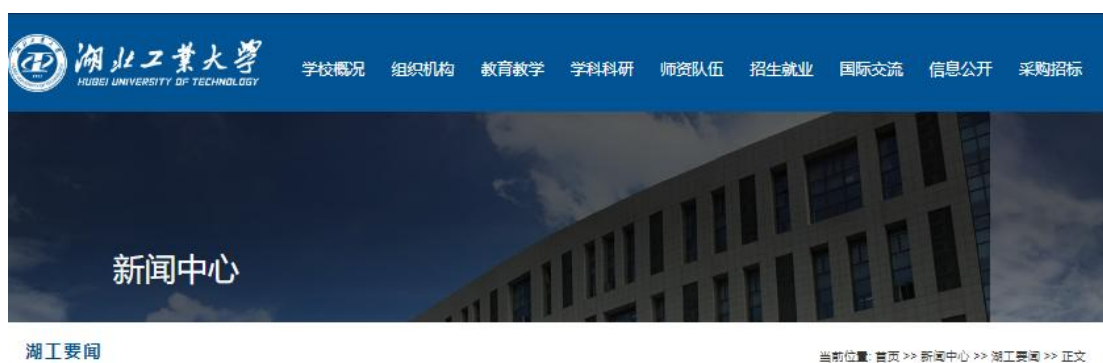 湖北工業大學
HUBEI UNIVERSITY OF TECHNOLOGY
学校概况 组织机构 教育教学 学科科研 师资队伍 招生就业 国际交流 信息公开 采购招标
新闻中心
湖工要闻
当前位置: 首页 >> 新闻中心 >> 湖工要闻 >> 正文